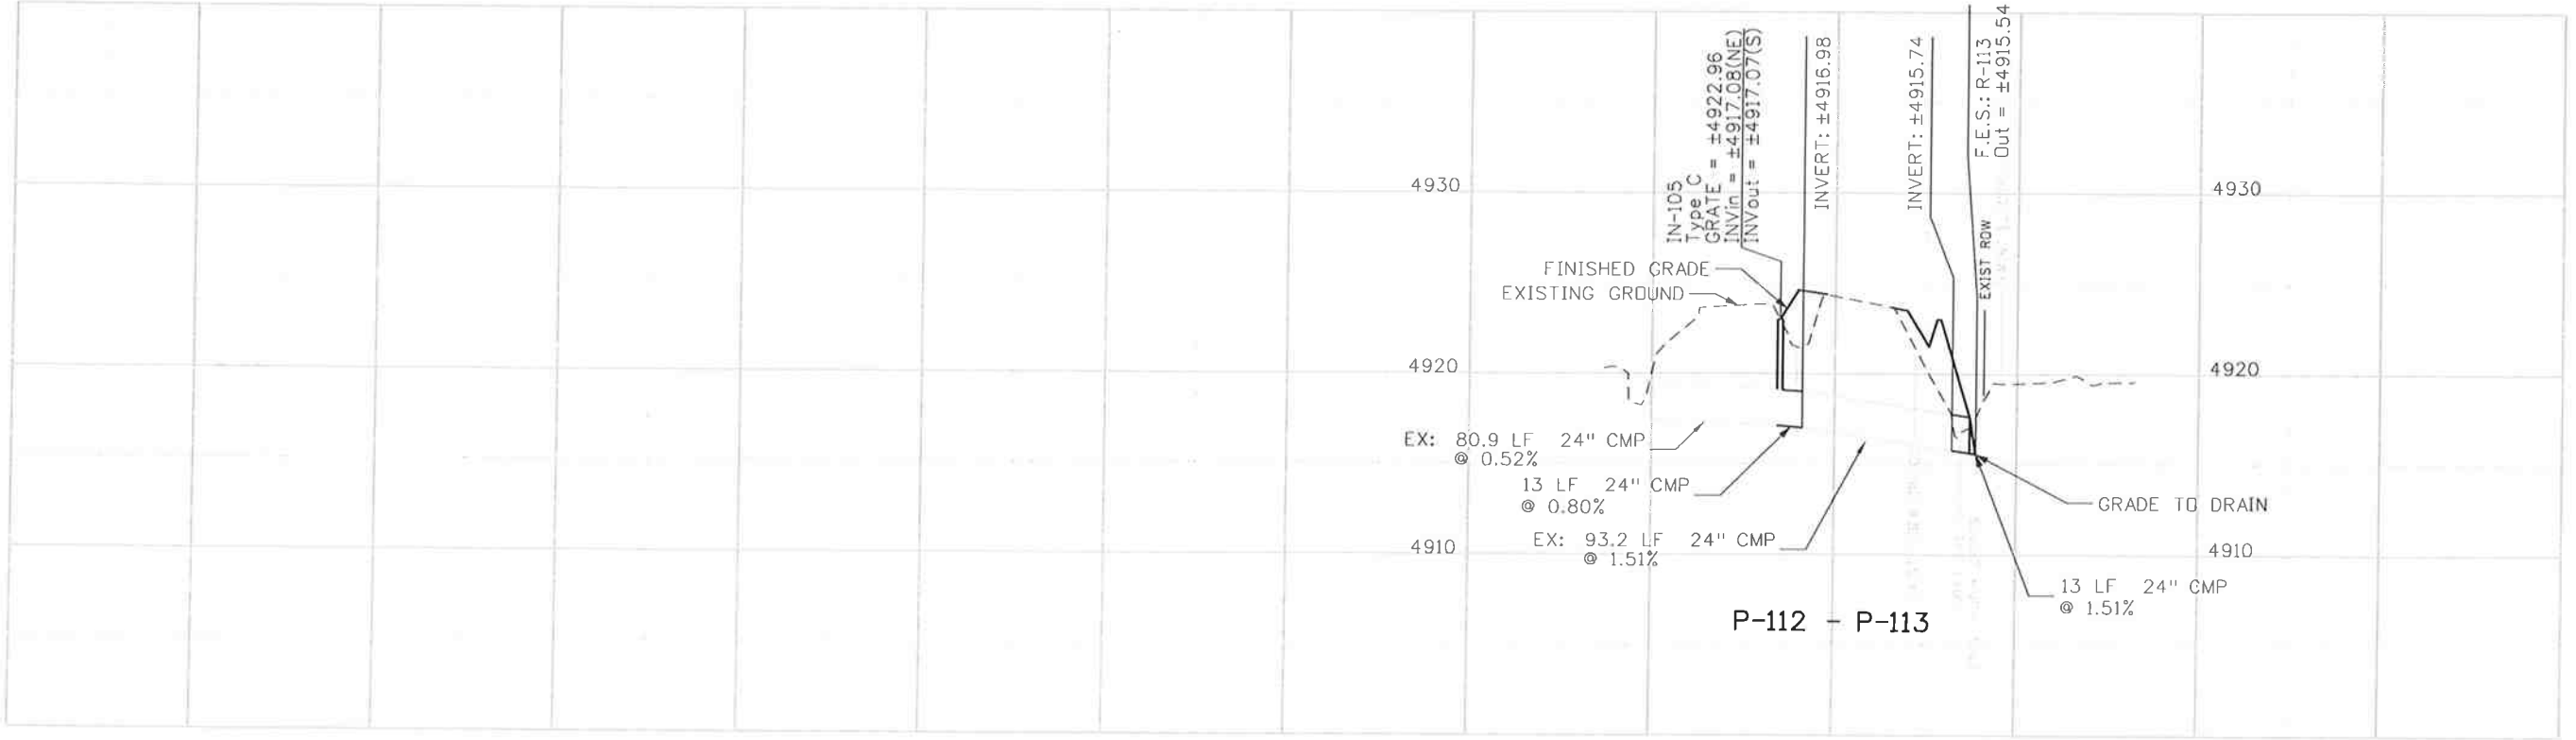 IN-105
Type C
GRATE = ±4922.96
INVin = ±4917.08(NE)
INVout = ±4917.07(S)
INVERT: ±4916.98
INVERT: ±4915.74
F.E.S.: R-113
Out = ±4915.54
EXIST ROW
4930
4930
FINISHED GRADE
EXISTING GROUND
4920
4920
EX: 80.9 LF 24" CMP
@ 0.52%
13 LF 24" CMP
@ 0.80%
GRADE TO DRAIN
EX: 93.2 LF 24" CMP
@ 1.51%
4910
4910
13 LF 24" CMP
@ 1.51%
P-112 - P-113